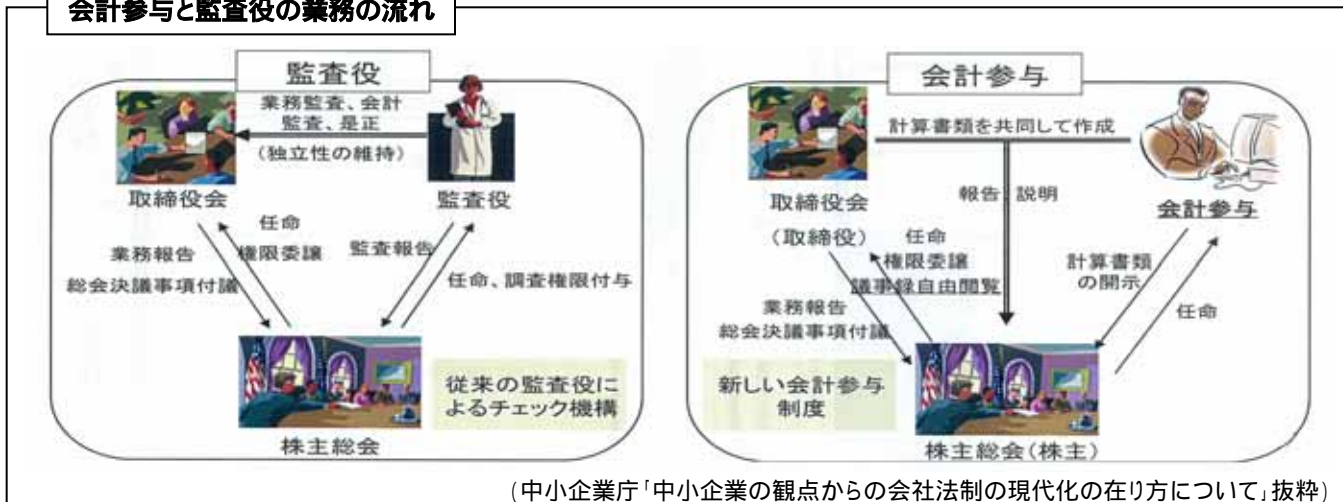 会計参与と監査役の業務の流れ
監査役
業務監査、会計
監査、是正
(独立性の維持)
取締役会
監査役
任命
権限委譲
業務報告
総会決議事項付議
監査報告
任命、調査権限付与
従来の監査役に
よるチェック機構
株主総会
会計参与
計算書類を共同して作成
報告 説明
取締役会
(取締役)
会計参与
任命
権限委譲
議事録自由閲覧
計算書類
の開示
任命
業務報告
総会決議事項付議
新しい会計参与
制度
株主総会(株主)
(中小企業庁「中小企業の観点からの会社法制の現代化の在り方について」抜粋)